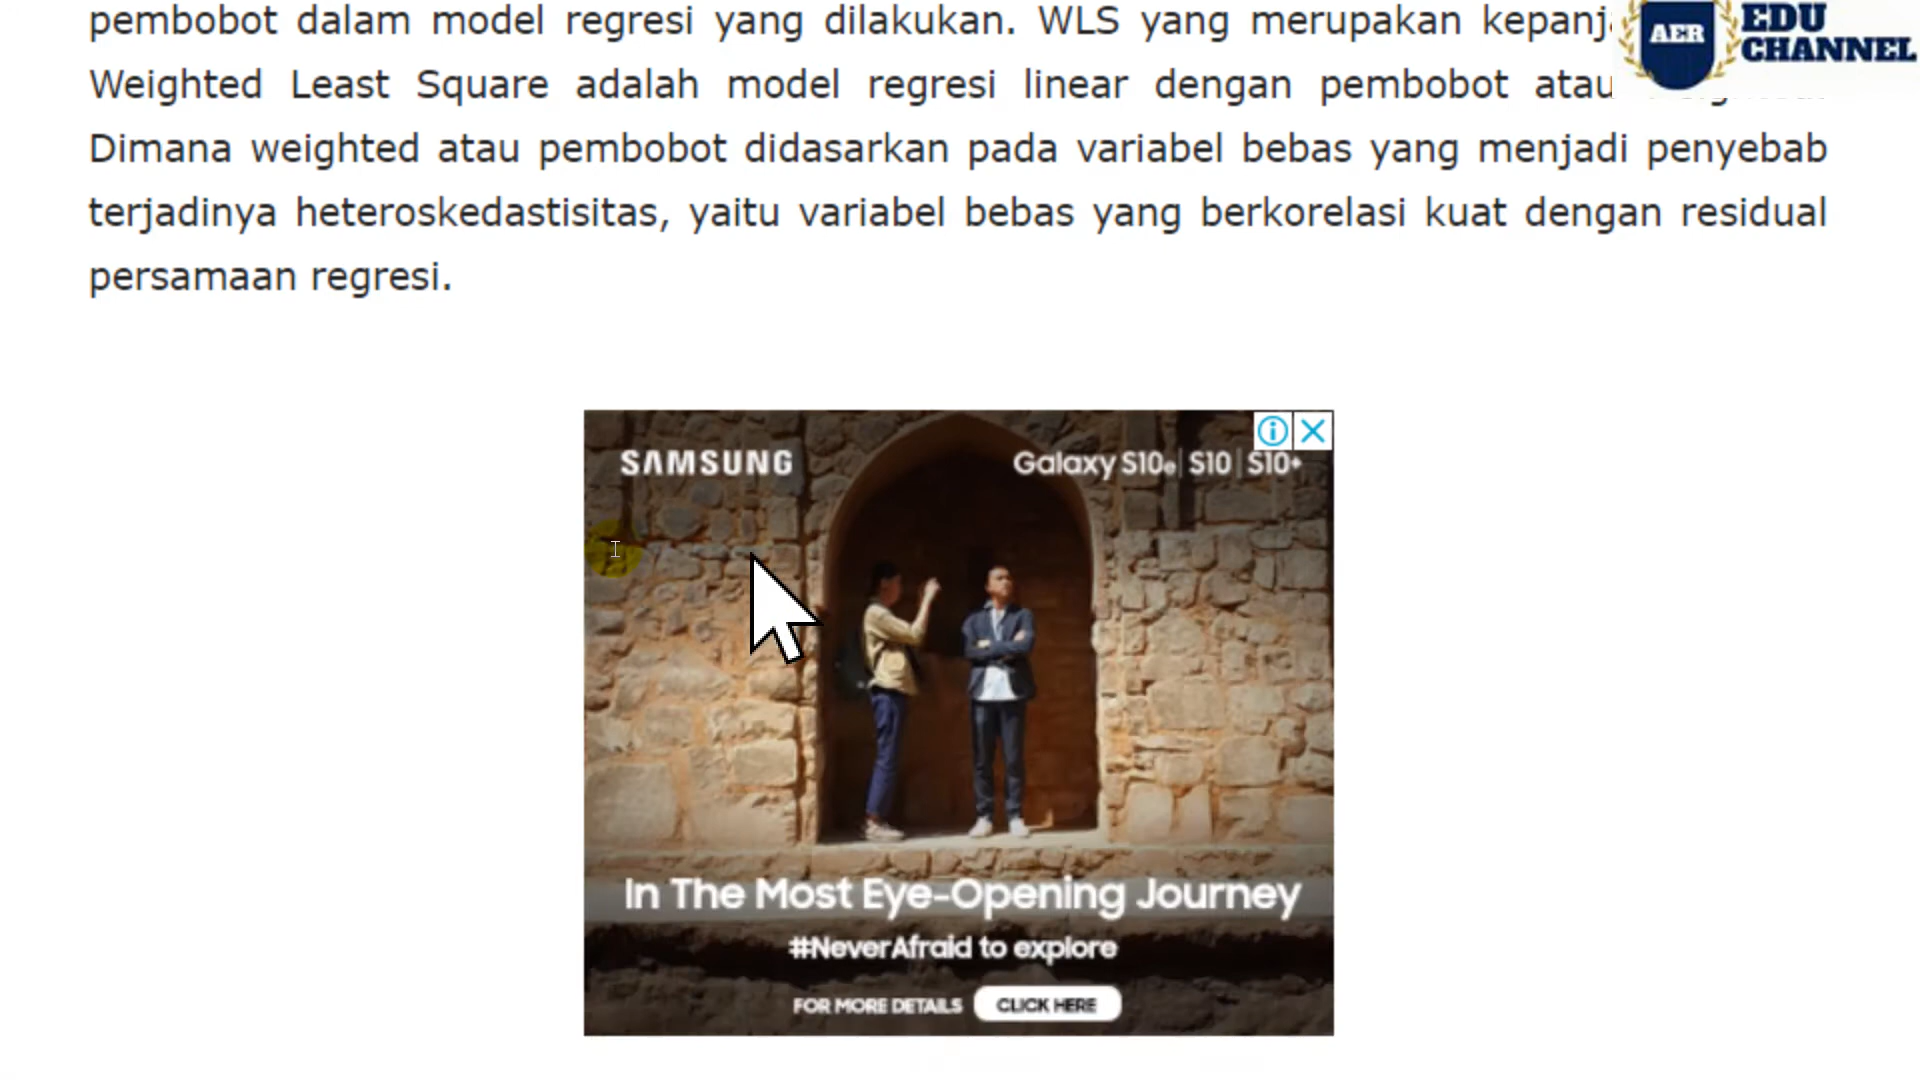 pembobot dalam model regresi yang dilakukan. WLS yang merupakan
EDU
AER
CHANNEL
Weighted Least Square adalah model regresi linear dengan pembobot atau
Dimana weighted atau pembobot didasarkan pada variabel bebas yang menjadi penyebab
terjadinya heteroskedastisitas, yaitu variabel bebas yang berkorelasi kuat dengan residual
persamaan regresi.
SAMSUNG
Galaxy S10e | S10 | S10+
In The Most Eye-Opening Journey
#NeverAfraid to explore
FOR MORE DETAILS CLICK HERE